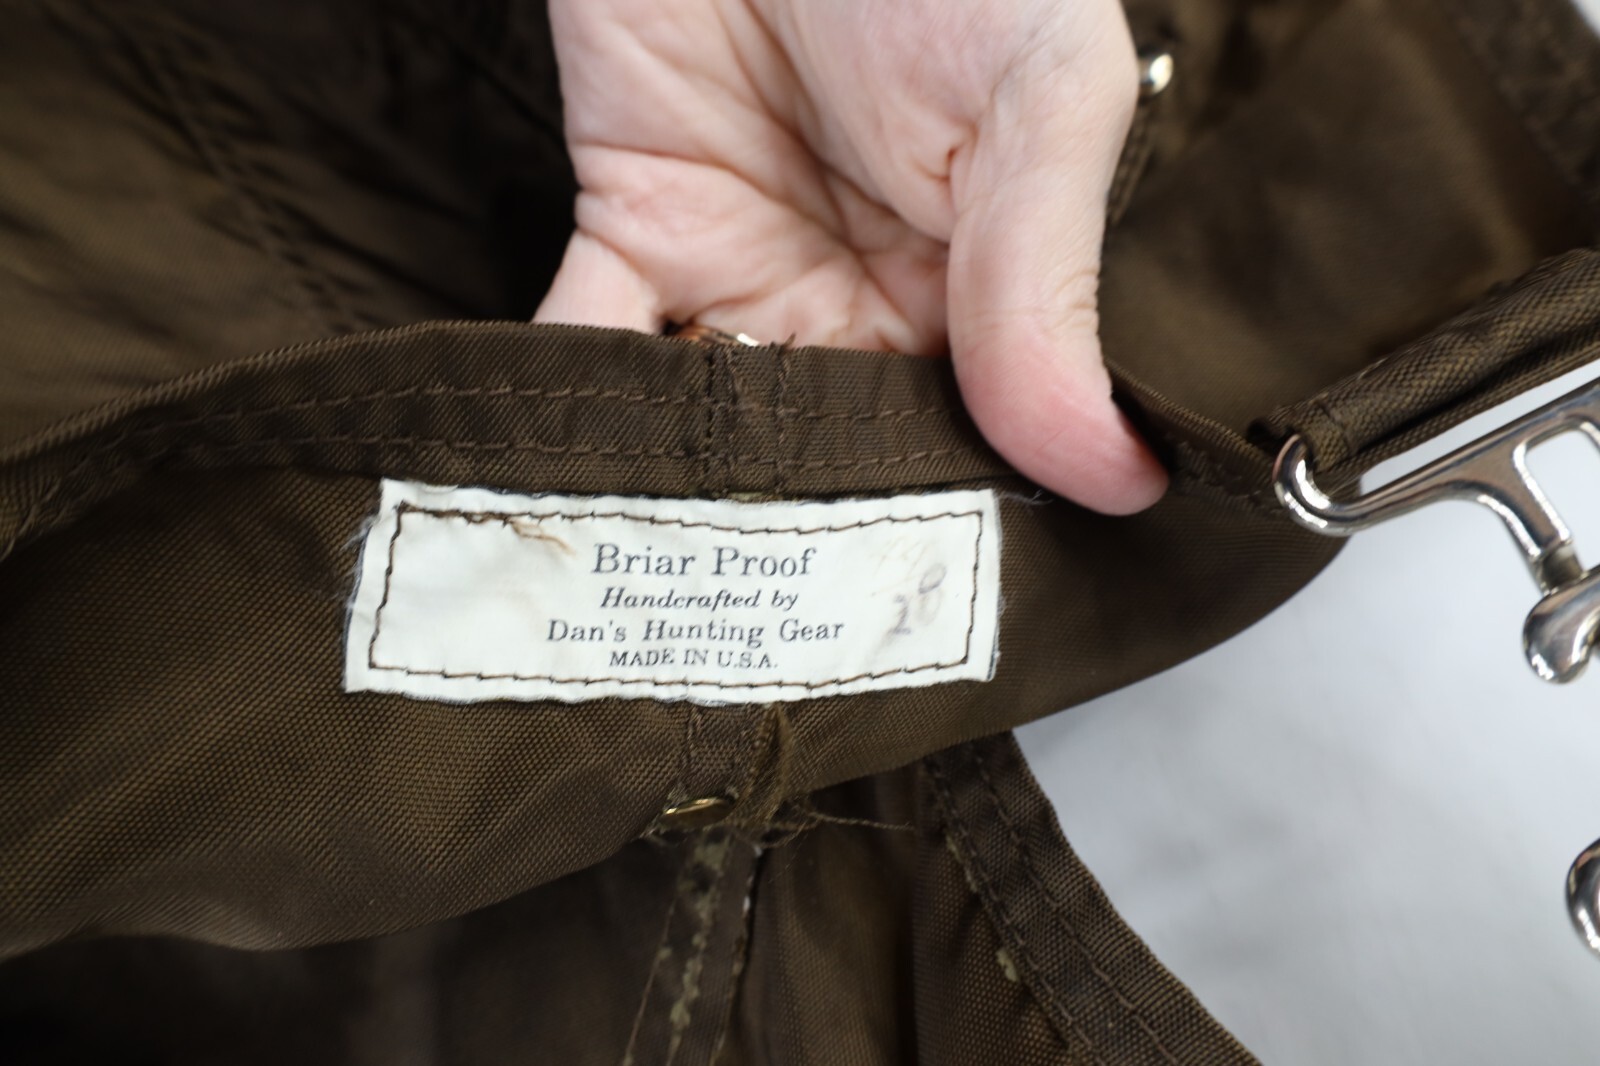 Briar Proof
Handcrafted by
Dan's Hunting Gear
MADE IN U.S.A.